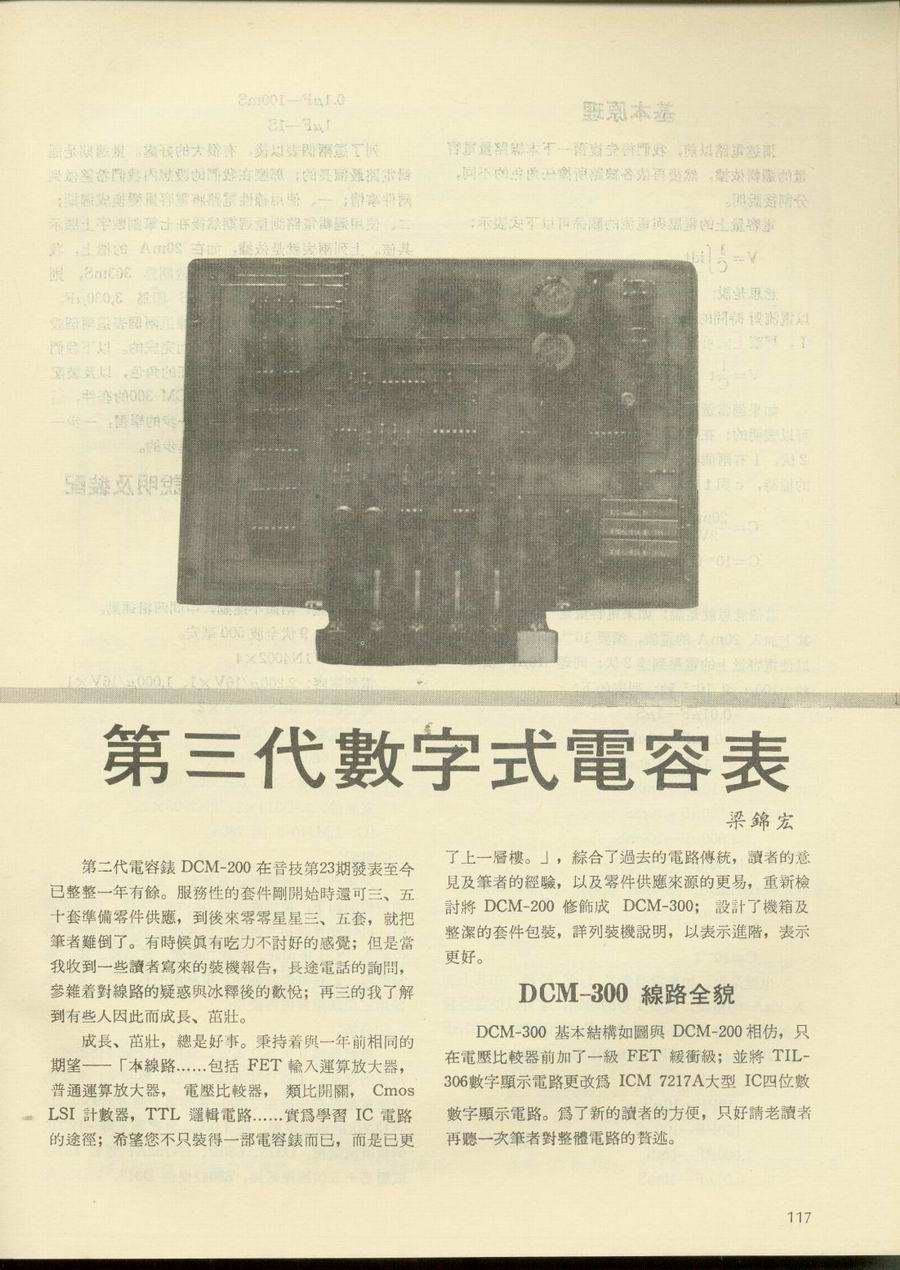 第三代數字式電容表
梁錦宏
第二代電容錶 DCM-200 在音技第23期發表至今
已整整一年有餘。服務性的套件剛開始時還可三、五
十套準備零件供應，到後來零零星星三、五套，就把
筆者難倒了。有時候眞有吃力不討好的感覺；但是當
我收到一些讀者寫來的裝機報告，長途電話的詢問，
參雜着對線路的疑惑與冰釋後的歡悅；再三的我了解
到有些人因此而成長、茁壯。
成長、茁壯，總是好事。秉持着與一年前相同的
期望——「本線路……包括 FET 輸入運算放大器，
普通運算放大器， 電壓比較器， 類比開關， Cmos
LSI 計數器，TTL 邏輯電路……實爲學習 IC 電路
的途徑；希望您不只裝得一部電容錶而已，而是已更
了上一層樓。」，綜合了過去的電路傳統，讀者的意
見及筆者的經驗，以及零件供應來源的更易，重新檢
討將 DCM-200 修飾成 DCM-300； 設計了機箱及
整潔的套件包裝，詳列裝機說明，以表示進階，表示
更好。
DCM-300 線路全貌
DCM-300 基本結構如圖與 DCM-200 相仿，只
在電壓比較器前加了一級 FET 緩衝級；並將 TIL-
306數字顯示電路更改爲 ICM 7217A大型 IC四位數
數字顯示電路。爲了新的讀者的方便，只好請老讀者
再聽一次筆者對整體電路的贅述。
117